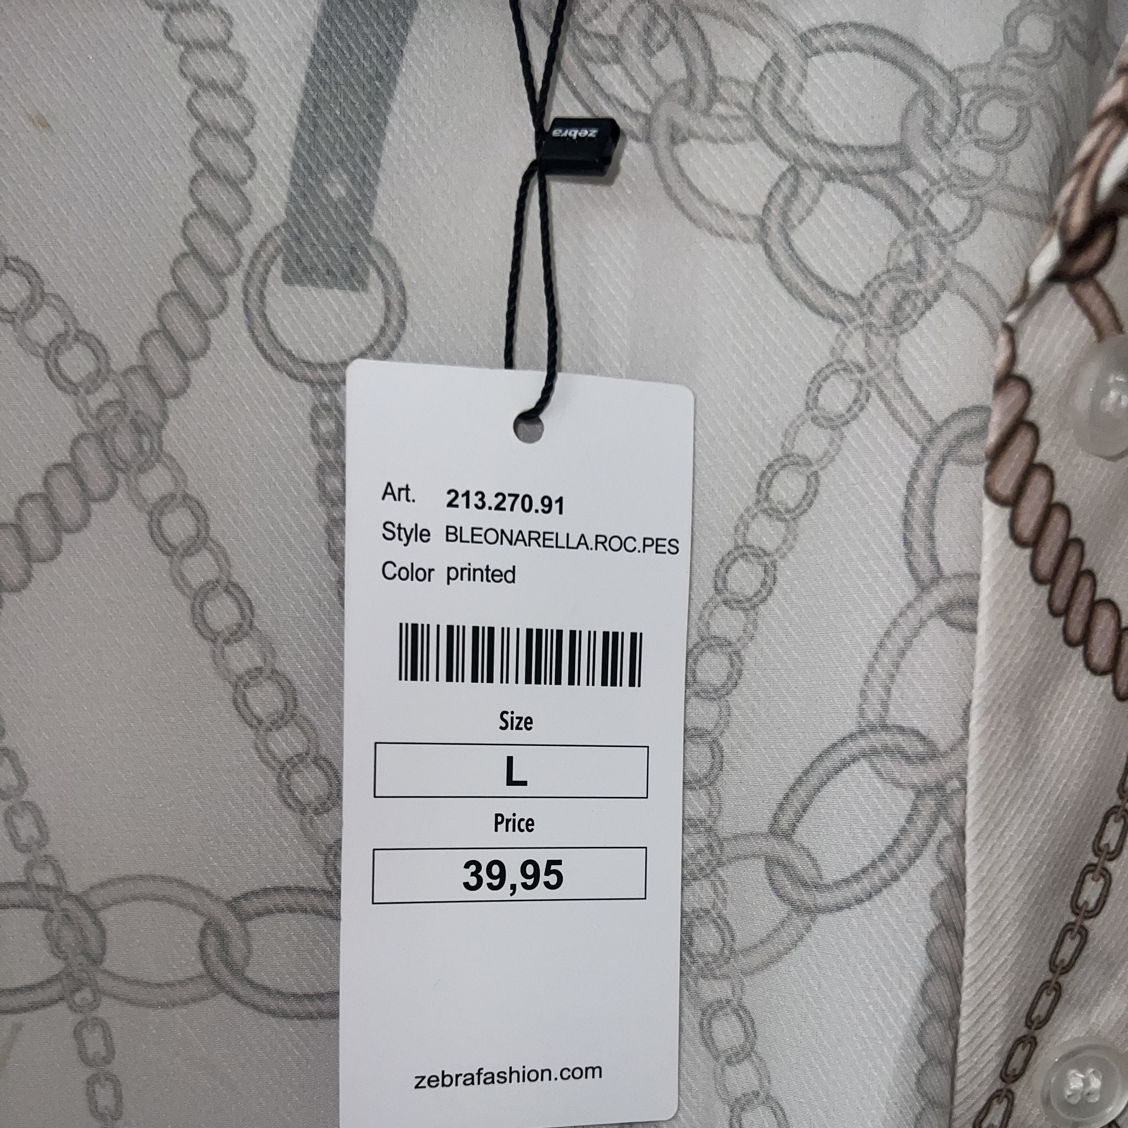 zebra
Art. 213.270.91
Style BLEONARELLA.ROC.PES
Color printed
Size
L
Price
39,95
zebrafashion.com